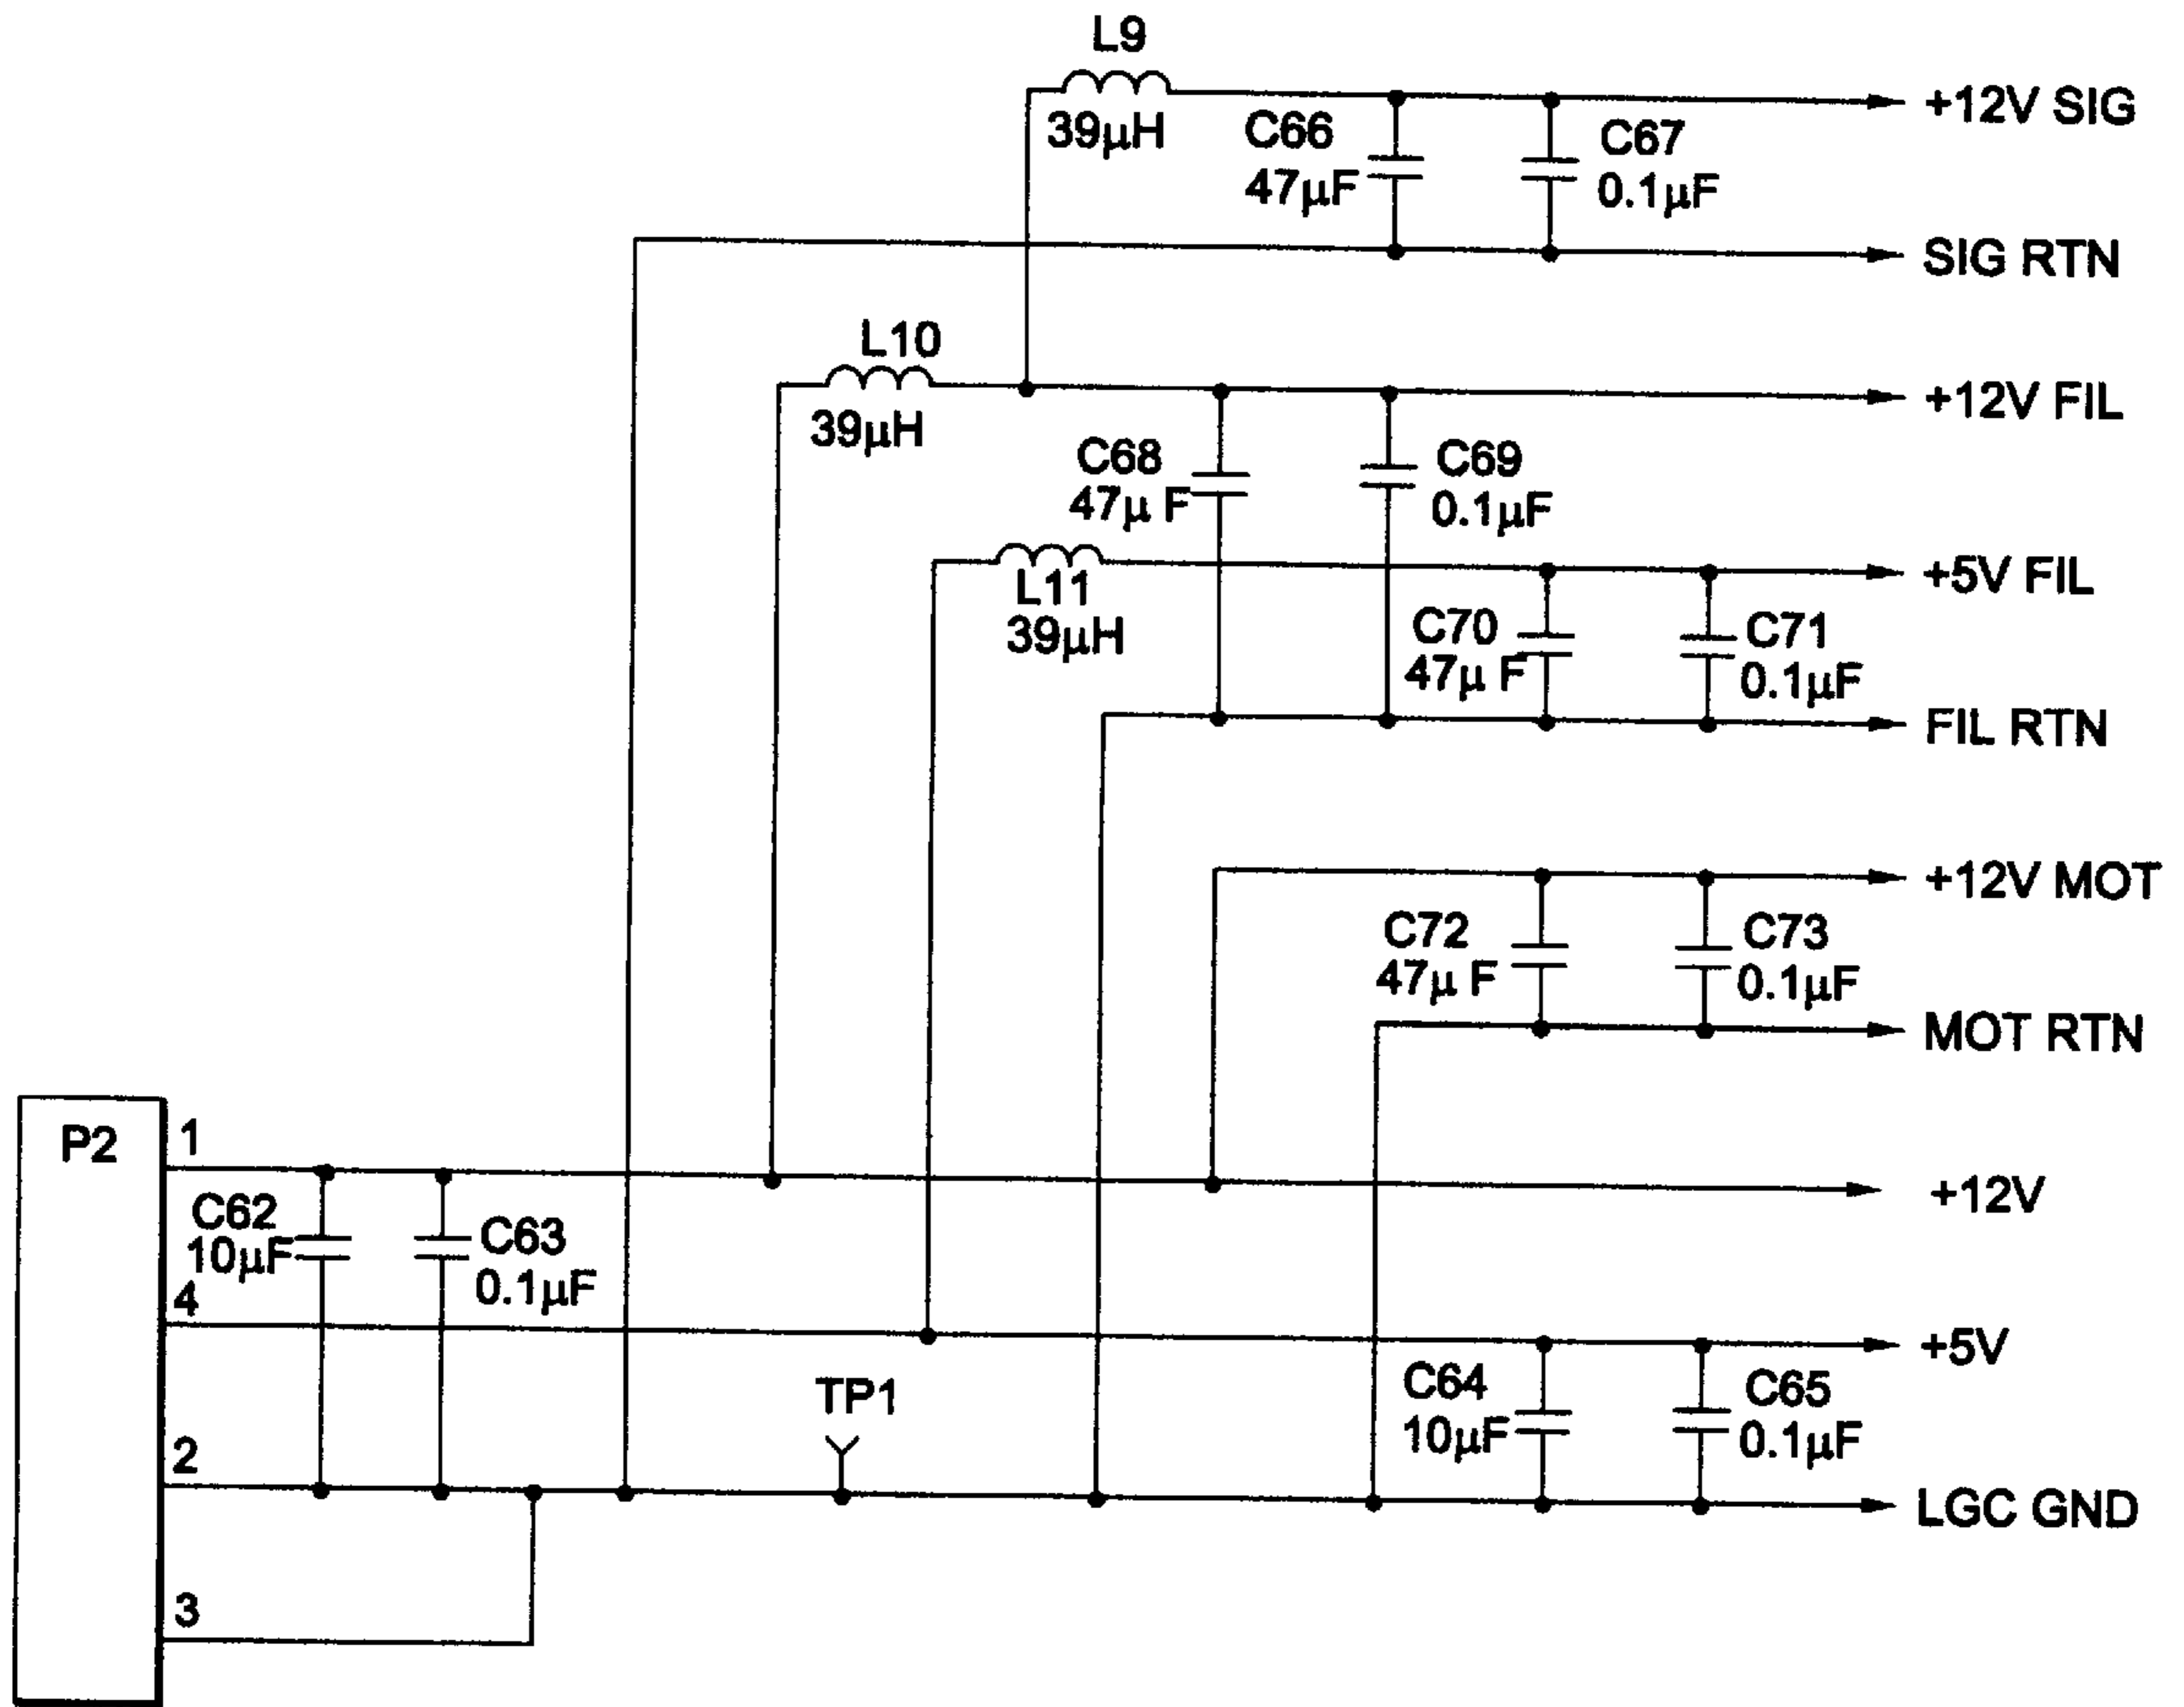 L9
39µH
C66
47µF
C67
0.1µF
+12V SIG
SIG RTN
L10
39µH
C68
47µ F
C69
0.1µF
+12V FIL
L11
39µH
C70
47µ F
C71
0.1µF
+5V FIL
FIL RTN
C72
47µ F
C73
0.1µF
+12V MOT
MOT RTN
P2
1
C62
10µF
C63
0.1µF
+12V
4
+5V
TP1
C64
10µF
C65
0.1µF
2
LGC GND
3